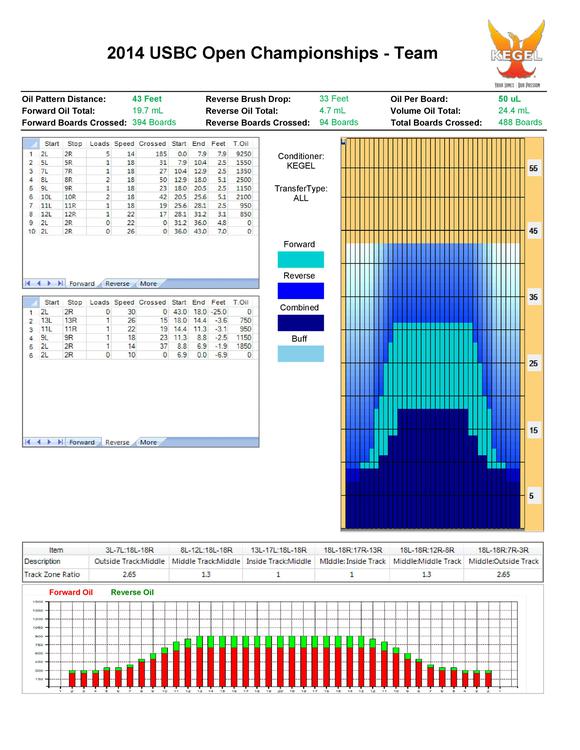 2014 USBC Open Championships - Team
KEGEL
YOUR LANES · OUR PASSION
Oil Pattern Distance: 43 Feet Reverse Brush Drop: 33 Feet Oil Per Board: 50 uL
Forward Oil Total: 19.7 mL Reverse Oil Total: 4.7 mL Volume Oil Total: 24.4 mL
Forward Boards Crossed: 394 Boards Reverse Boards Crossed: 94 Boards Total Boards Crossed: 488 Boards
Start Stop Loads Speed Crossed Start End Feet T.Oil
1 2L 2R 5 14 185 0.0 7.9 7.9 9250
2 5L 5R 1 18 31 7.9 10.4 2.5 1550
3 7L 7R 1 18 27 10.4 12.9 2.5 1350
4 8L 8R 2 18 50 12.9 18.0 5.1 2500
5 9L 9R 1 18 23 18.0 20.5 2.5 1150
6 10L 10R 2 18 42 20.5 25.6 5.1 2100
7 11L 11R 1 18 19 25.6 28.1 2.5 950
8 12L 12R 1 22 17 28.1 31.2 3.1 850
9 2L 2R 0 22 0 31.2 36.0 4.8 0
10 2L 2R 0 26 0 36.0 43.0 7.0 0
Forward Reverse More
Start Stop Loads Speed Crossed Start End Feet T.Oil
1 2L 2R 0 30 0 43.0 18.0 -25.0 0
2 13L 13R 1 26 15 18.0 14.4 -3.6 750
3 11L 11R 1 22 19 14.4 11.3 -3.1 950
4 9L 9R 1 18 23 11.3 8.8 -2.5 1150
5 2L 2R 1 14 37 8.8 6.9 -1.9 1850
6 2L 2R 0 10 0 6.9 0.0 -6.9 0
Forward Reverse More
Conditioner:
KEGEL
TransferType:
ALL
Forward
Reverse
Combined
Buff
55
45
35
25
15
5
Item 3L-7L:18L-18R 8L-12L:18L-18R 13L-17L:18L-18R 18L-18R:17R-13R 18L-18R:12R-8R 18L-18R:7R-3R
Description Outside Track:Middle Middle Track:Middle Inside Track:Middle Middle:Inside Track Middle:Middle Track Middle:Outside Track
Track Zone Ratio 2.65 1.3 1 1 1.3 2.65
Forward Oil Reverse Oil